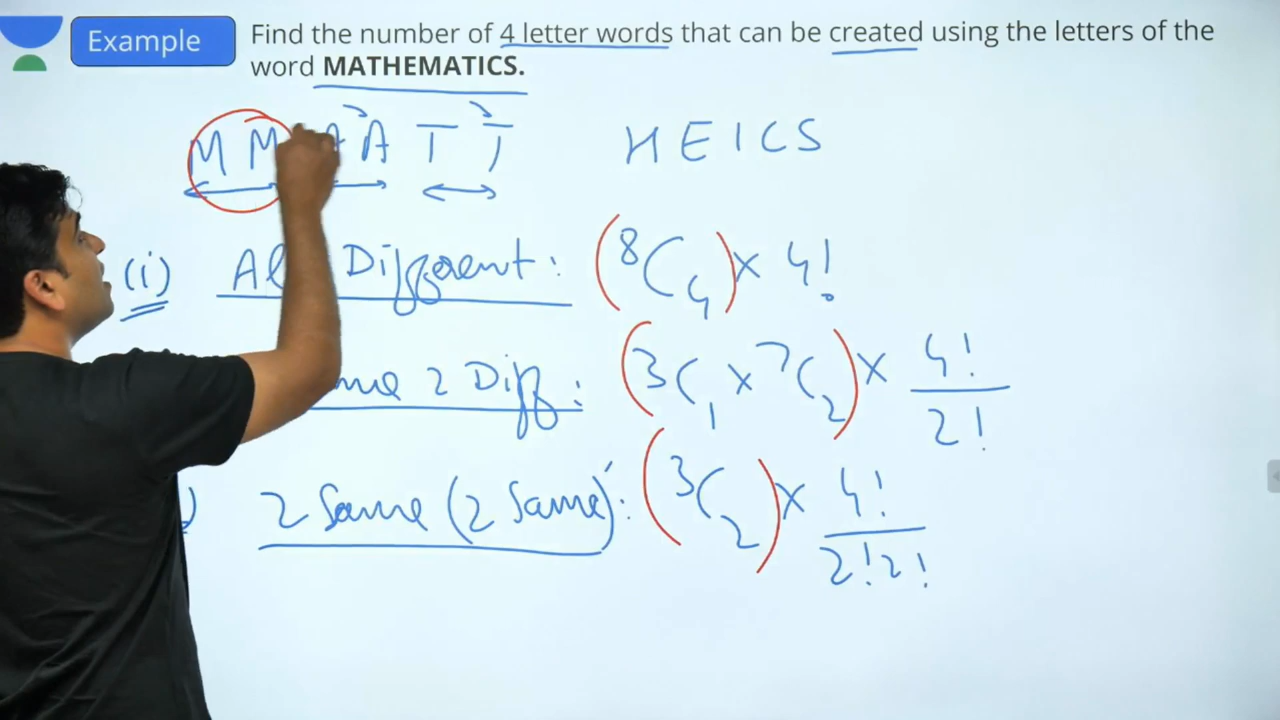 Example
Find the number of 4 letter words that can be created using the letters of the
word MATHEMATICS.
M M A A T T H E I C S
(i) Different : (⁸C₄) × 4!
2 Diff : (³C₁ × ⁷C₂) × 4!/2!
2 Same (2 Same) : (³C₂) × 4!/2!2!